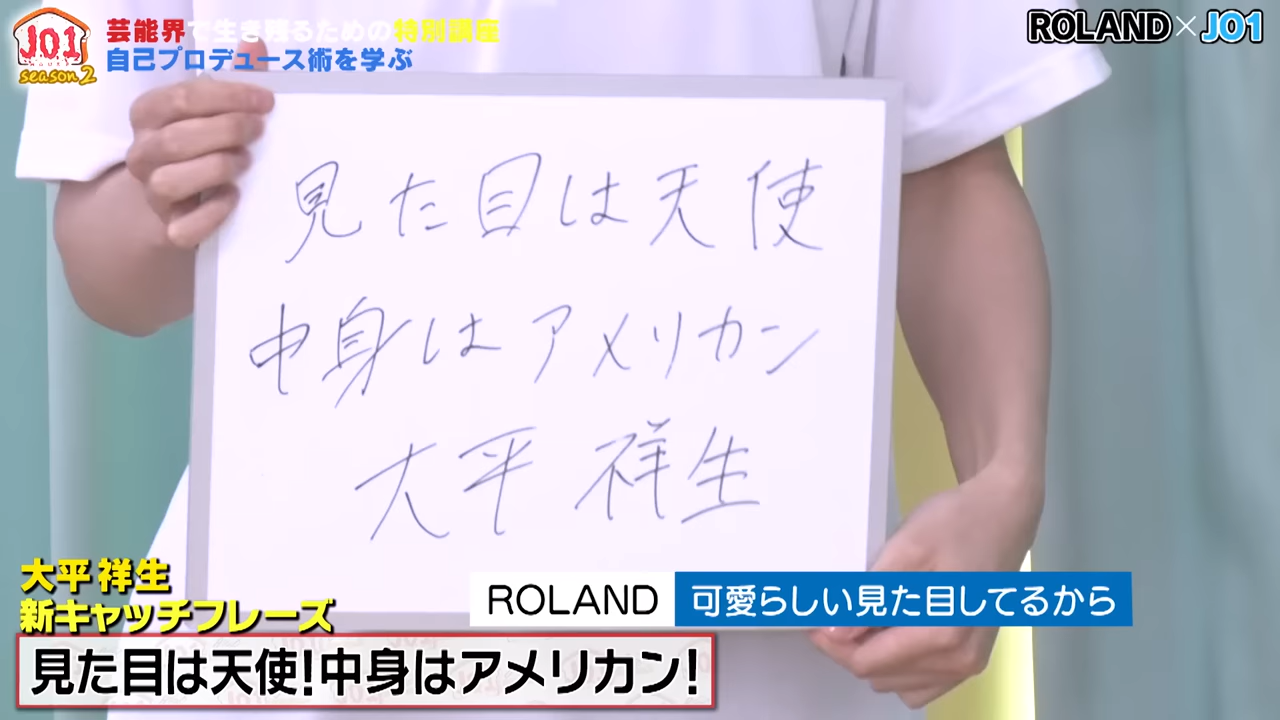 JO1
HOUSE
season2
芸能界で生き残るための特別講座
自己プロデュース術を学ぶ
ROLAND×JO1
見た目は天使
中身はアメリカン
大平 祥生
大平 祥生
新キャッチフレーズ
ROLAND 可愛らしい見た目してるから
見た目は天使!中身はアメリカン!